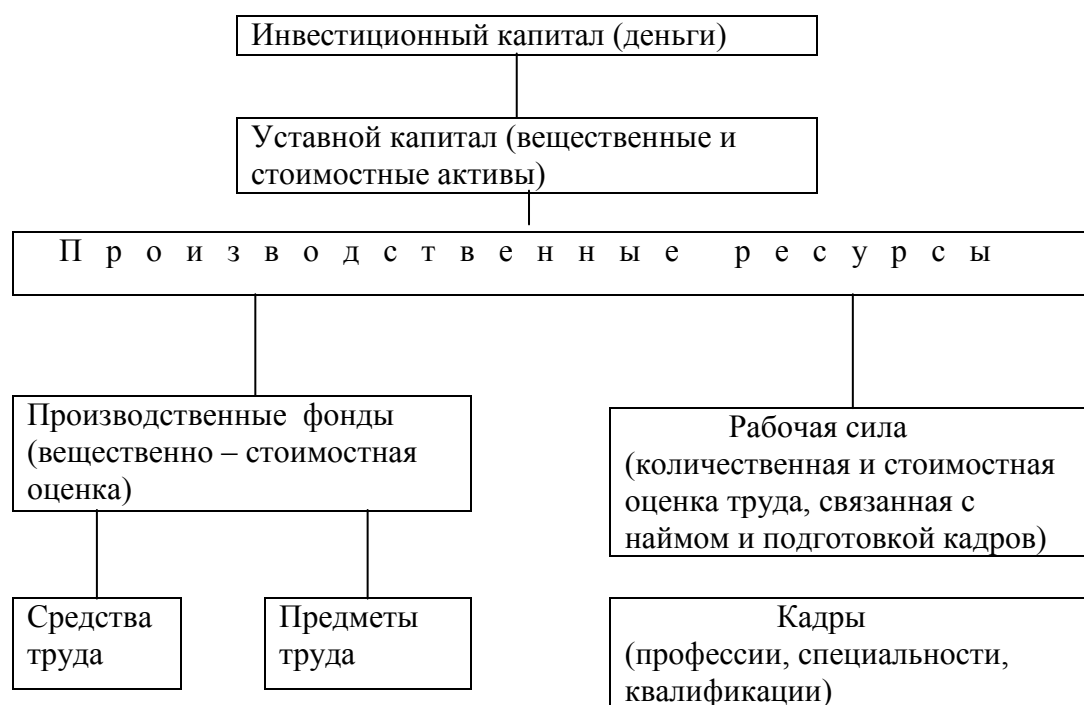 Инвестиционный капитал (деньги)
Уставной капитал (вещественные и
стоимостные активы)
П р о и з в о д с т в е н н ы е р е с у р с ы
Производственные фонды
(вещественно – стоимостная
оценка)
Рабочая сила
(количественная и стоимостная
оценка труда, связанная с
наймом и подготовкой кадров)
Средства
труда
Предметы
труда
Кадры
(профессии, специальности,
квалификации)